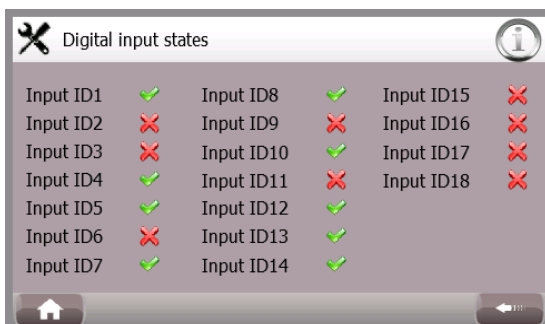 Digital input states
Input ID1 Input ID8 Input ID15
Input ID2 Input ID9 Input ID16
Input ID3 Input ID10 Input ID17
Input ID4 Input ID11 Input ID18
Input ID5 Input ID12
Input ID6 Input ID13
Input ID7 Input ID14